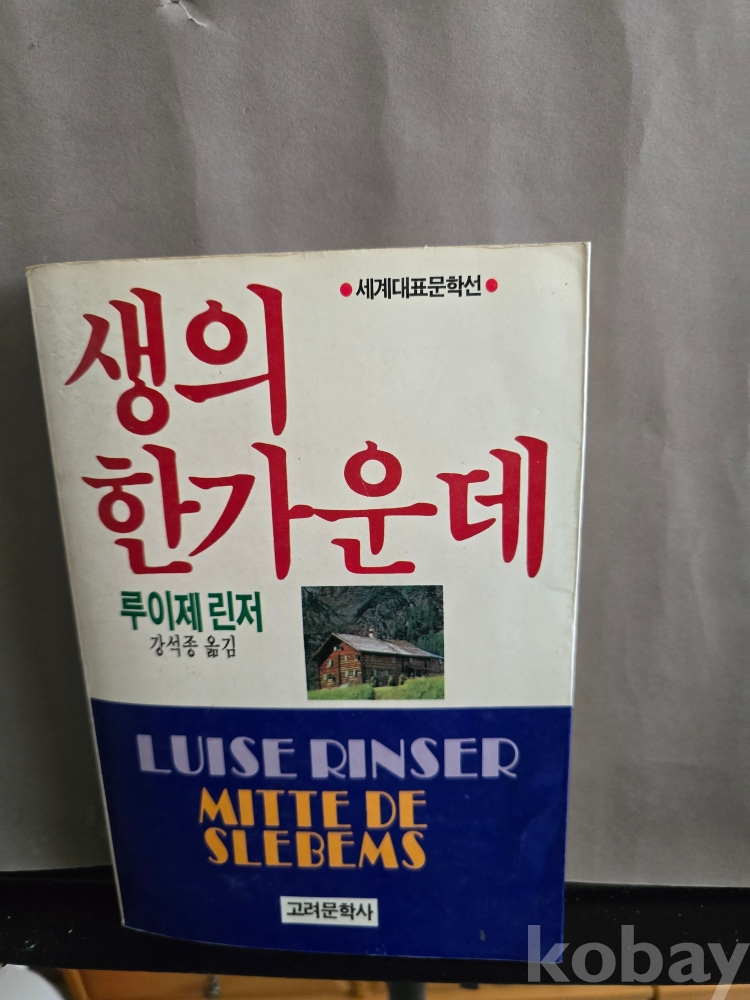 ●세계대표문학선●
생의
한가운데
루이제 린저
강석종 옮김
LUISE RINSER
MITTE DE
SLEBEMS
고려문학사
kobay